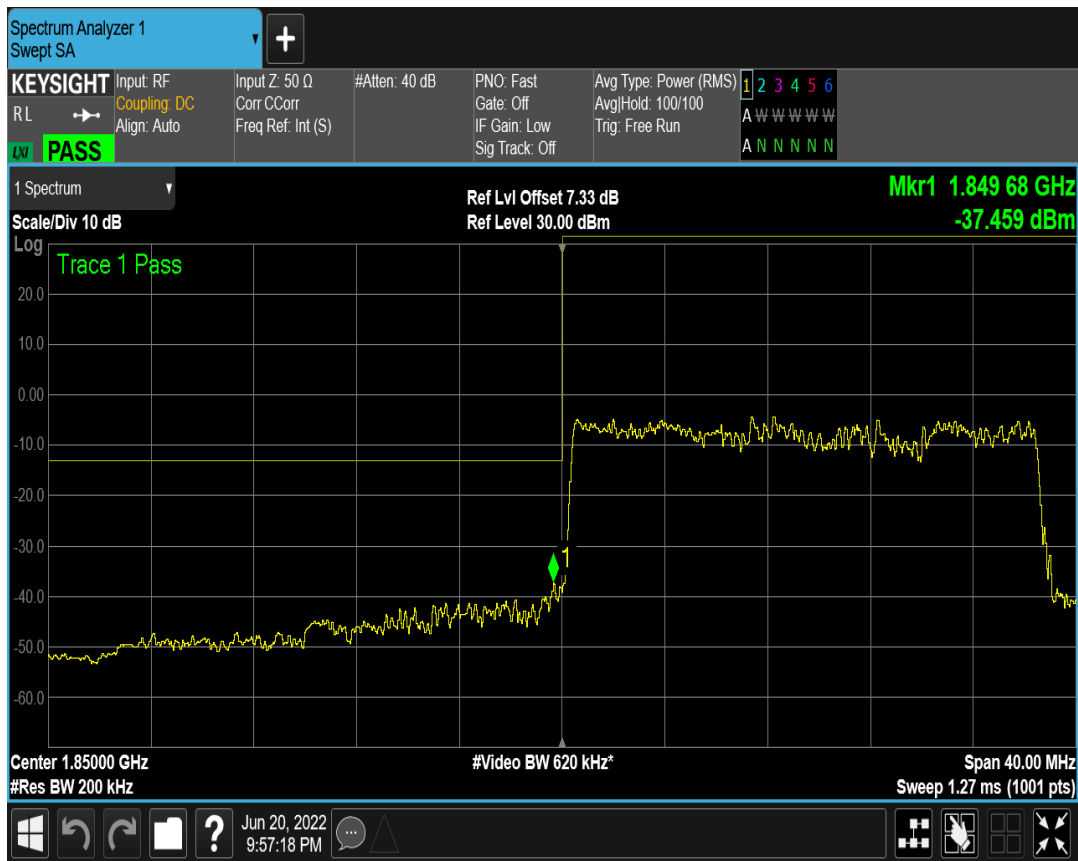 Spectrum Analyzer 1
Swept SA
+
KEYSIGHT
RL
LXI PASS
Input: RF
Coupling: DC
Align: Auto
Input Z: 50 Ω
Corr CCorr
Freq Ref: Int (S)
#Atten: 40 dB
PNO: Fast
Gate: Off
IF Gain: Low
Sig Track: Off
Avg Type: Power (RMS)
Avg|Hold: 100/100
Trig: Free Run
1 2 3 4 5 6
A W W W W W
A N N N N N
1 Spectrum
Scale/Div 10 dB
Ref Lvl Offset 7.33 dB
Ref Level 30.00 dBm
Mkr1 1.849 68 GHz
-37.459 dBm
Log
Trace 1 Pass
20.0
10.0
0.00
-10.0
-20.0
-30.0
-40.0
-50.0
-60.0
1
Center 1.85000 GHz
#Res BW 200 kHz
#Video BW 620 kHz*
Span 40.00 MHz
Sweep 1.27 ms (1001 pts)
?
Jun 20, 2022
9:57:18 PM